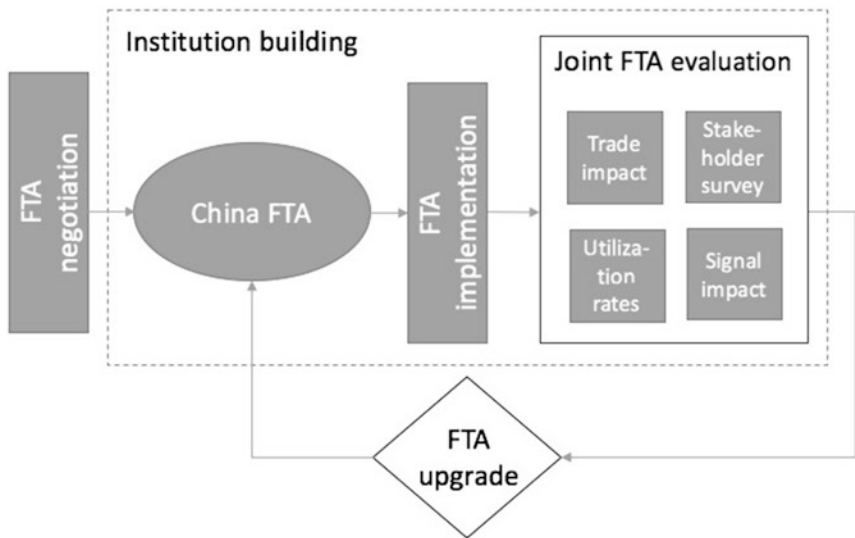 Institution building
Joint FTA evaluation
FTA
negotiation
China FTA
FTA
implementation
Trade
impact
Stake-
holder
survey
Utiliza-
tion
rates
Signal
impact
FTA
upgrade